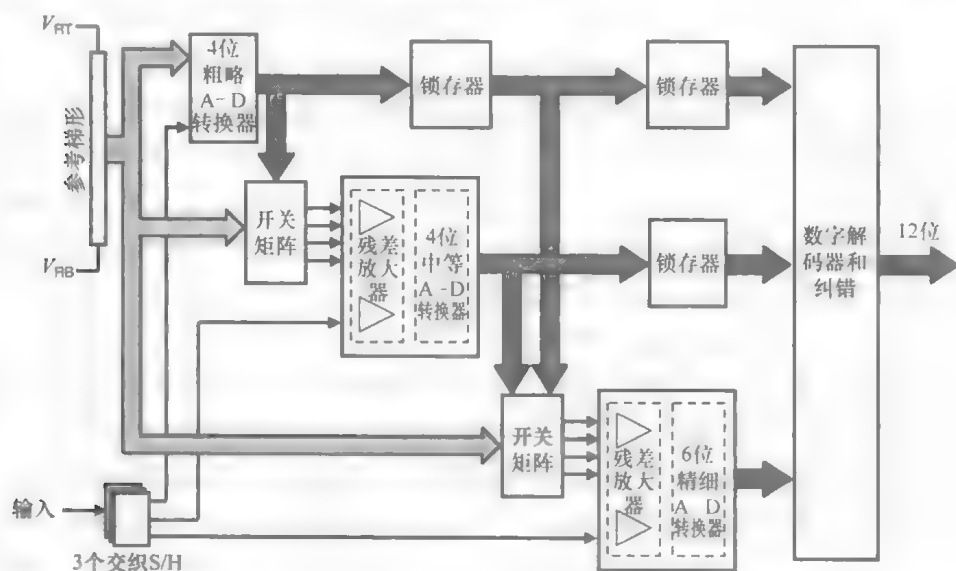 V_RT
4位
粗略
A-D
转换器
锁存器
锁存器
参考梯形
开关
矩阵
残差放大器
4位
中等
A-D
转换器
锁存器
数字解
码器和
纠错
12位
V_RB
开关
矩阵
残差放大器
6位
精细
A D
转换器
输入
3个交织S/H